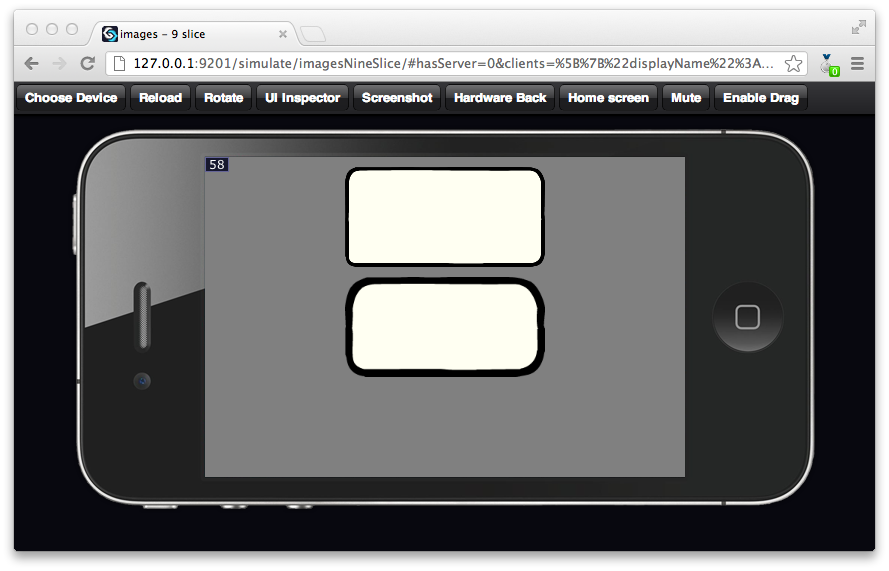 images - 9 slice
127.0.0.1:9201/simulate/imagesNineSlice/#hasServer=0&clients=%5B%7B%22displayName%22%3A...
0
Choose Device Reload Rotate UI Inspector Screenshot Hardware Back Home screen Mute Enable Drag
58